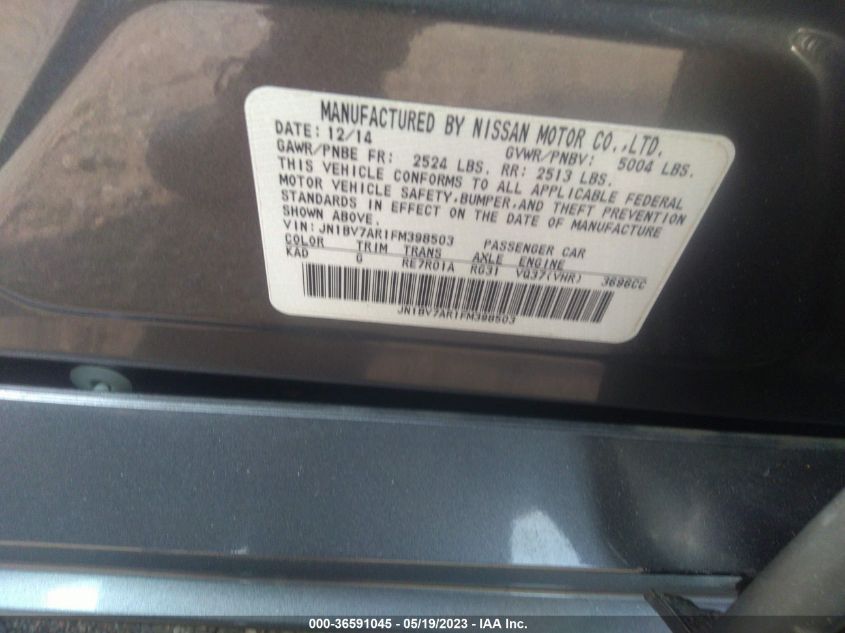 MANUFACTURED BY NISSAN MOTOR CO.,LTD.
DATE: 12/14 GVWR/PNBV: 5004 LBS.
GAWR/PNBE FR: 2524 LBS. RR: 2513 LBS.
THIS VEHICLE CONFORMS TO ALL APPLICABLE FEDERAL
MOTOR VEHICLE SAFETY,BUMPER,AND THEFT PREVENTION
STANDARDS IN EFFECT ON THE DATE OF MANUFACTURE
SHOWN ABOVE.
VIN: JN1BV7AR1FM398503 PASSENGER CAR
COLOR TRIM TRANS AXLE ENGINE
KAD G RE7R01A RG31 VQ37(VHR) 3696CC
JN1BV7AR1FM398503
000-36591045 - 05/19/2023 - IAA Inc.